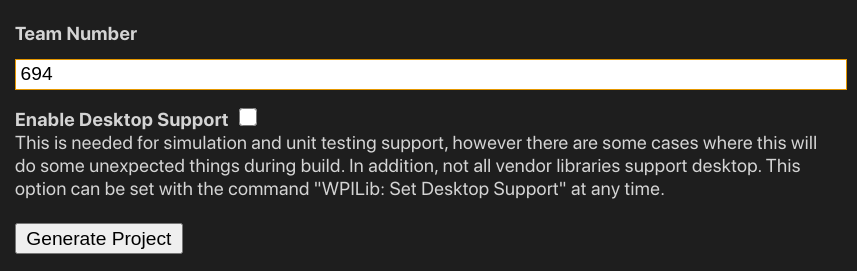 Team Number
694
Enable Desktop Support
This is needed for simulation and unit testing support, however there are some cases where this will
do some unexpected things during build. In addition, not all vendor libraries support desktop. This
option can be set with the command "WPILib: Set Desktop Support" at any time.
Generate Project